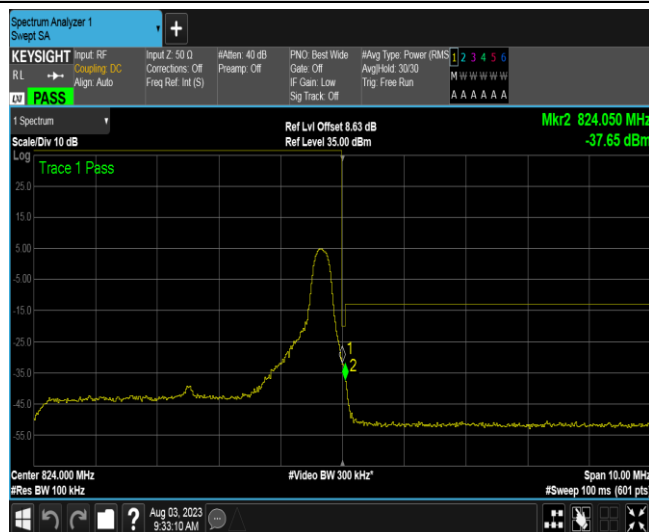 Spectrum Analyzer 1
Swept SA
+
KEYSIGHT Input: RF Input Z: 50 Ω #Atten: 40 dB PNO: Best Wide #Avg Type: Power (RMS 1 2 3 4 5 6
RL Coupling: DC Corrections: Off Preamp: Off Gate: Off Avg|Hold: 30/30 M W W W W W
Align: Auto Freq Ref: Int (S) IF Gain: Low Trig: Free Run
LXI PASS Sig Track: Off A A A A A A
1 Spectrum Ref Lvl Offset 8.63 dB Mkr2 824.050 MHz
Scale/Div 10 dB Ref Level 35.00 dBm -37.65 dBm
Log
Trace 1 Pass
25.0
15.0
5.00
-5.00
-15.0
-25.0
1
-35.0
2
-45.0
-55.0
Center 824.000 MHz #Video BW 300 kHz* Span 10.00 MHz
#Res BW 100 kHz #Sweep 100 ms (601 pts)
? Aug 03, 2023
9:33:10 AM